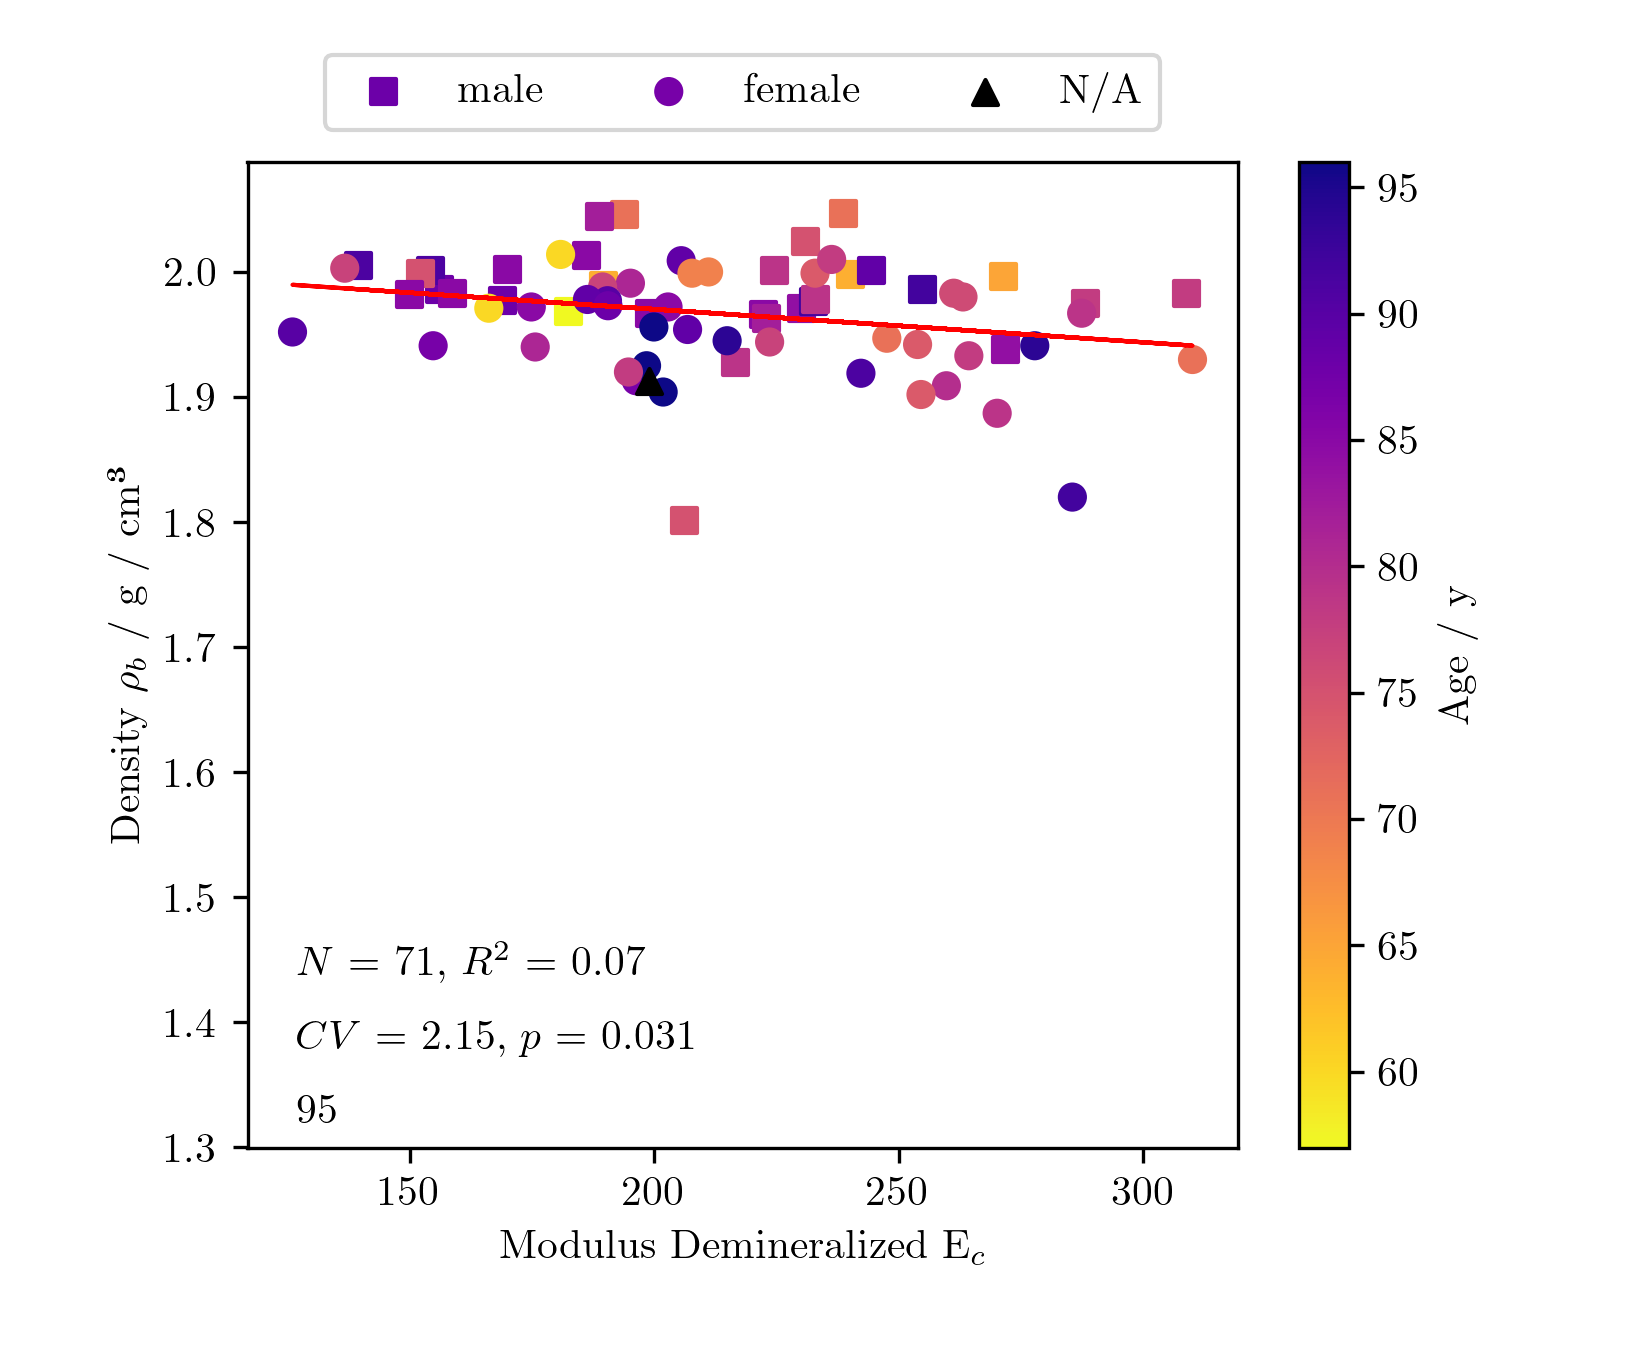 male female N/A
2.0
1.9
1.8
1.7
1.6
1.5
1.4
1.3
Density ρb / g / cm³
N = 71, R² = 0.07
CV = 2.15, p = 0.031
95
150 200 250 300
Modulus Demineralized Ec
95
90
85
80
75
70
65
60
Age / y